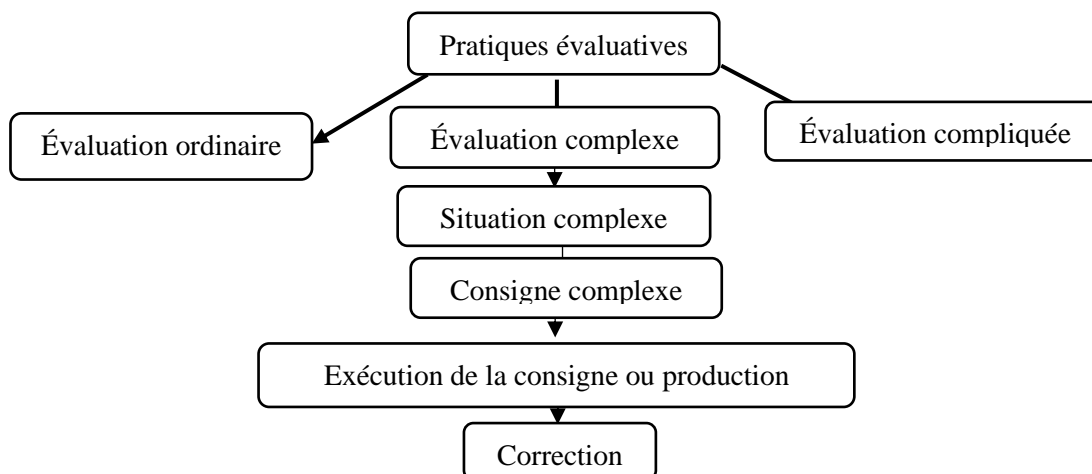 Pratiques évaluatives
Évaluation ordinaire
Évaluation complexe
Évaluation compliquée
Situation complexe
Consigne complexe
Exécution de la consigne ou production
Correction